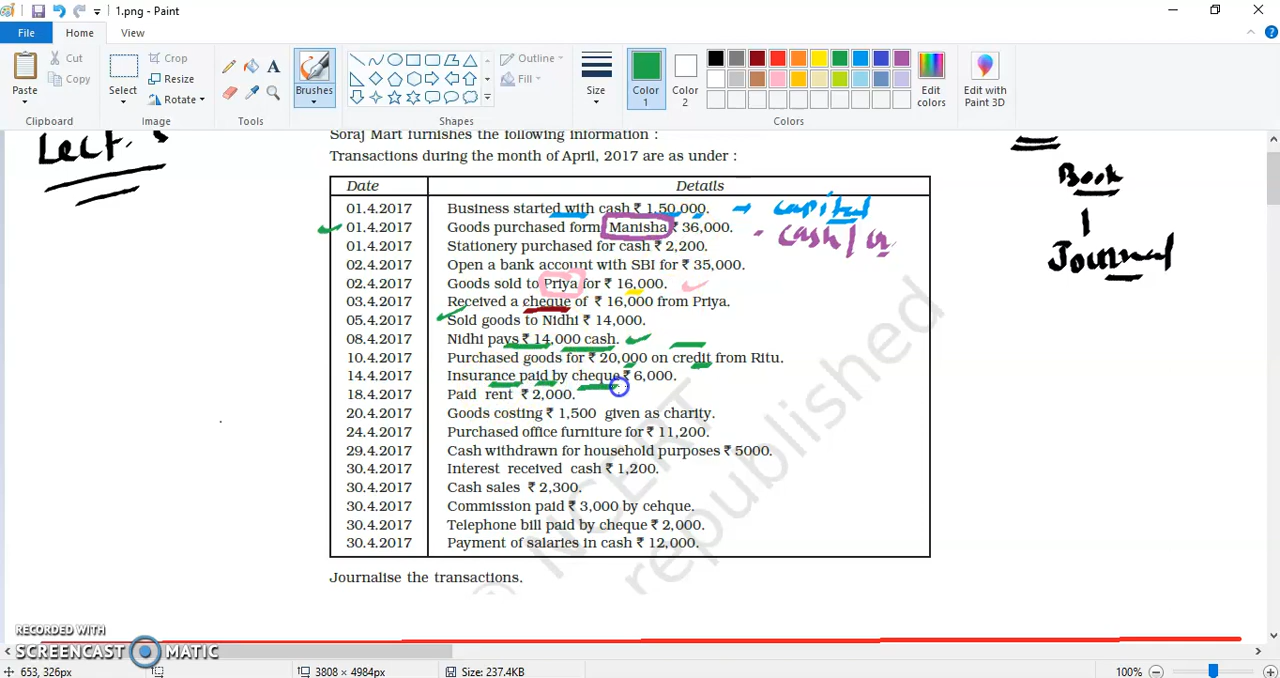 1.png - Paint
File
Home
View
Paste
Cut
Copy
Clipboard
Select
Crop
Resize
Rotate
Image
Tools
Brushes
Outline
Fill
Shapes
Size
Color 1
Color 2
Edit colors
Colors
Edit with Paint 3D
Lect.
Soraj Mart furnishes the following information :
Transactions during the month of April, 2017 are as under :
Date Details
01.4.2017 Business started with cash ₹ 1,50,000. → capital
01.4.2017 Goods purchased form Manisha ₹ 36,000. - cash/
01.4.2017 Stationery purchased for cash ₹ 2,200.
02.4.2017 Open a bank account with SBI for ₹ 35,000.
02.4.2017 Goods sold to Priya for ₹ 16,000.
03.4.2017 Received a cheque of ₹ 16,000 from Priya.
05.4.2017 Sold goods to Nidhi ₹ 14,000.
08.4.2017 Nidhi pays ₹ 14,000 cash.
10.4.2017 Purchased goods for ₹ 20,000 on credit from Ritu.
14.4.2017 Insurance paid by cheque ₹ 6,000.
18.4.2017 Paid rent ₹ 2,000.
20.4.2017 Goods costing ₹ 1,500 given as charity.
24.4.2017 Purchased office furniture for ₹ 11,200.
29.4.2017 Cash withdrawn for household purposes ₹ 5000.
30.4.2017 Interest received cash ₹ 1,200.
30.4.2017 Cash sales ₹ 2,300.
30.4.2017 Commission paid ₹ 3,000 by cehque.
30.4.2017 Telephone bill paid by cheque ₹ 2,000.
30.4.2017 Payment of salaries in cash ₹ 12,000.
Journalise the transactions.
Book
Journal
© NCERT
republished
RECORDED WITH
SCREENCAST MATIC
653, 326px
3808 × 4984px
Size: 237.4KB
100%